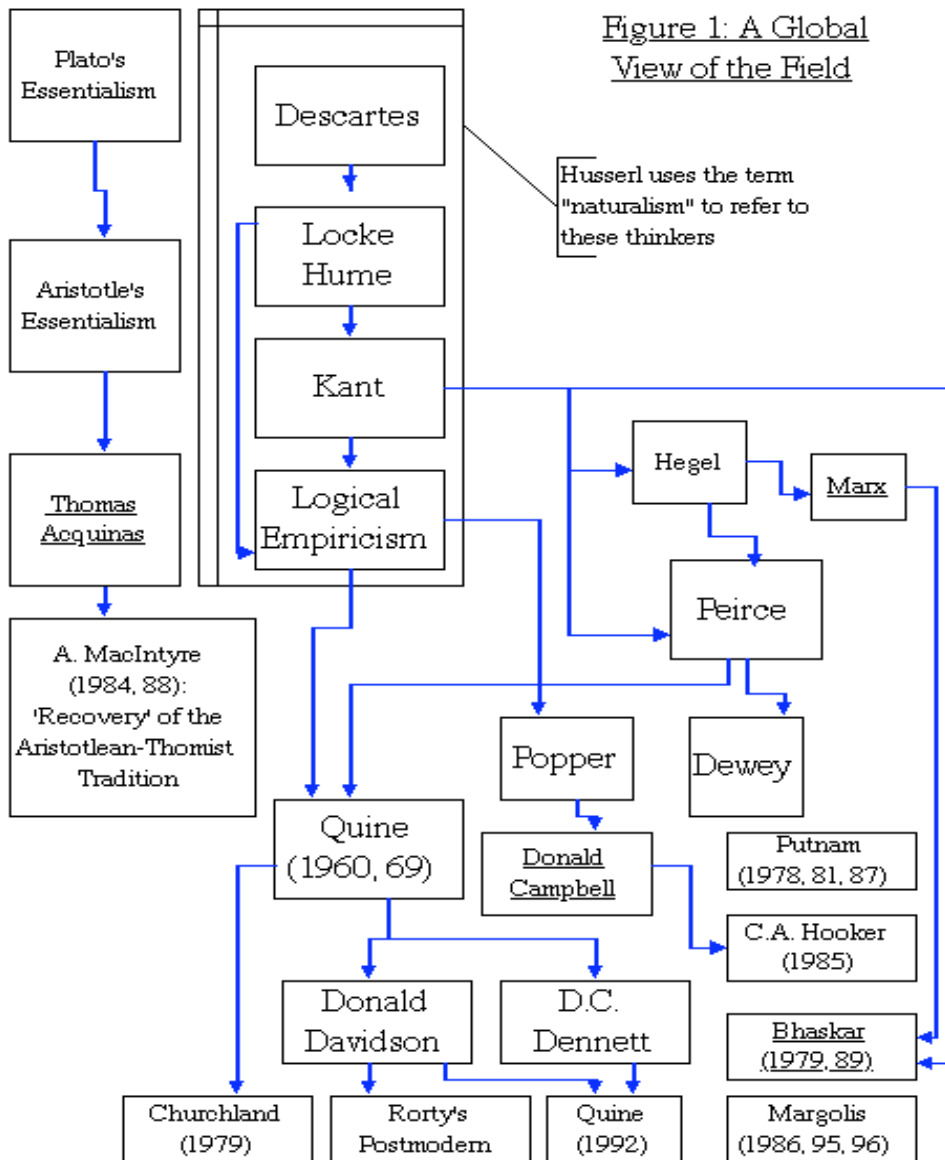 Figure 1: A Global
View of the Field
Plato's
Essentialism
Descartes
Husserl uses the term
"naturalism" to refer to
these thinkers
Locke
Hume
Aristotle's
Essentialism
Kant
Hegel
Marx
Thomas
Acquinas
Logical
Empiricism
Peirce
A. MacIntyre
(1984, 88):
'Recovery' of the
Aristotlean-Thomist
Tradition
Popper
Dewey
Quine
(1960, 69)
Donald
Campbell
Putnam
(1978, 81, 87)
C.A. Hooker
(1985)
Donald
Davidson
D.C.
Dennett
Bhaskar
(1979, 89)
Churchland
(1979)
Rorty's
Postmodern
Quine
(1992)
Margolis
(1986, 95, 96)